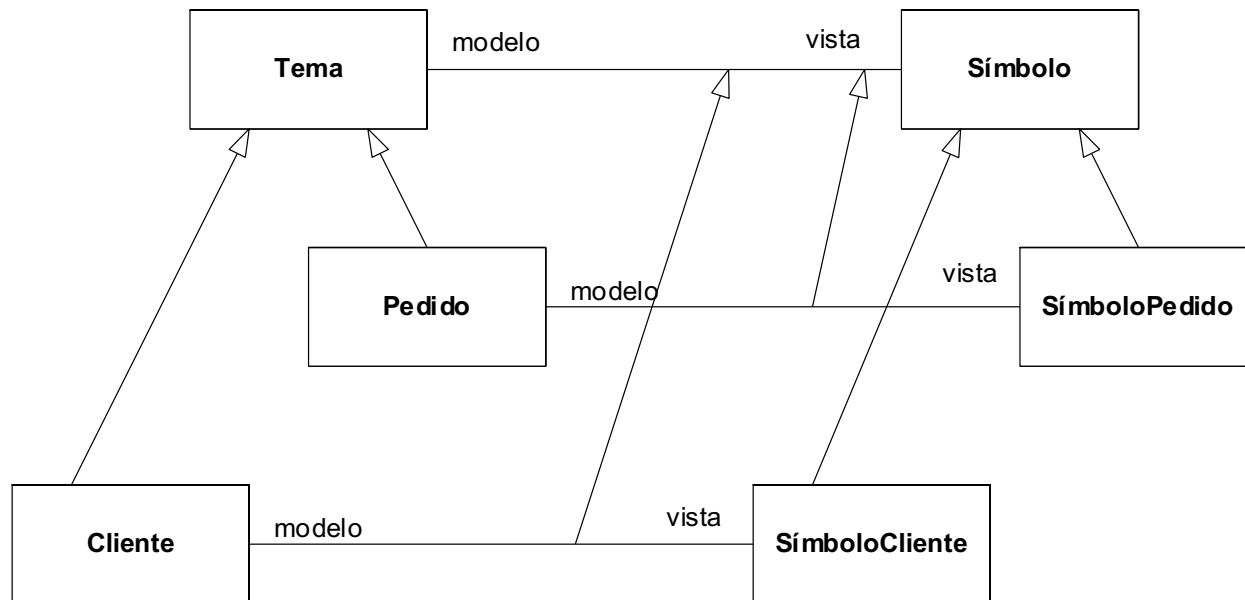 modelo
vista
Tema
Símbolo
modelo
vista
Pedido
SímboloPedido
modelo
vista
Cliente
SímboloCliente